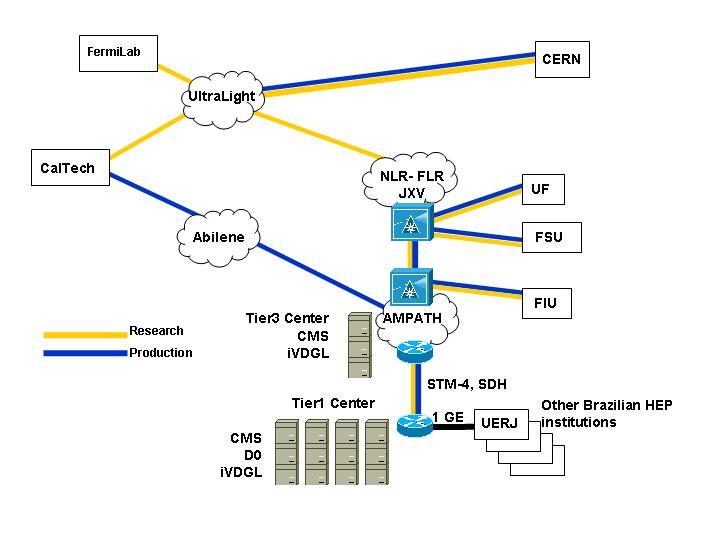 FermiLab
CERN
UltraLight
CalTech
NLR- FLR
JXV
UF
Abilene
FSU
FIU
Tier3 Center
CMS
iVDGL
AMPATH
Research
Production
STM-4, SDH
Tier1 Center
1 GE
UERJ
Other Brazilian HEP
institutions
CMS
D0
iVDGL